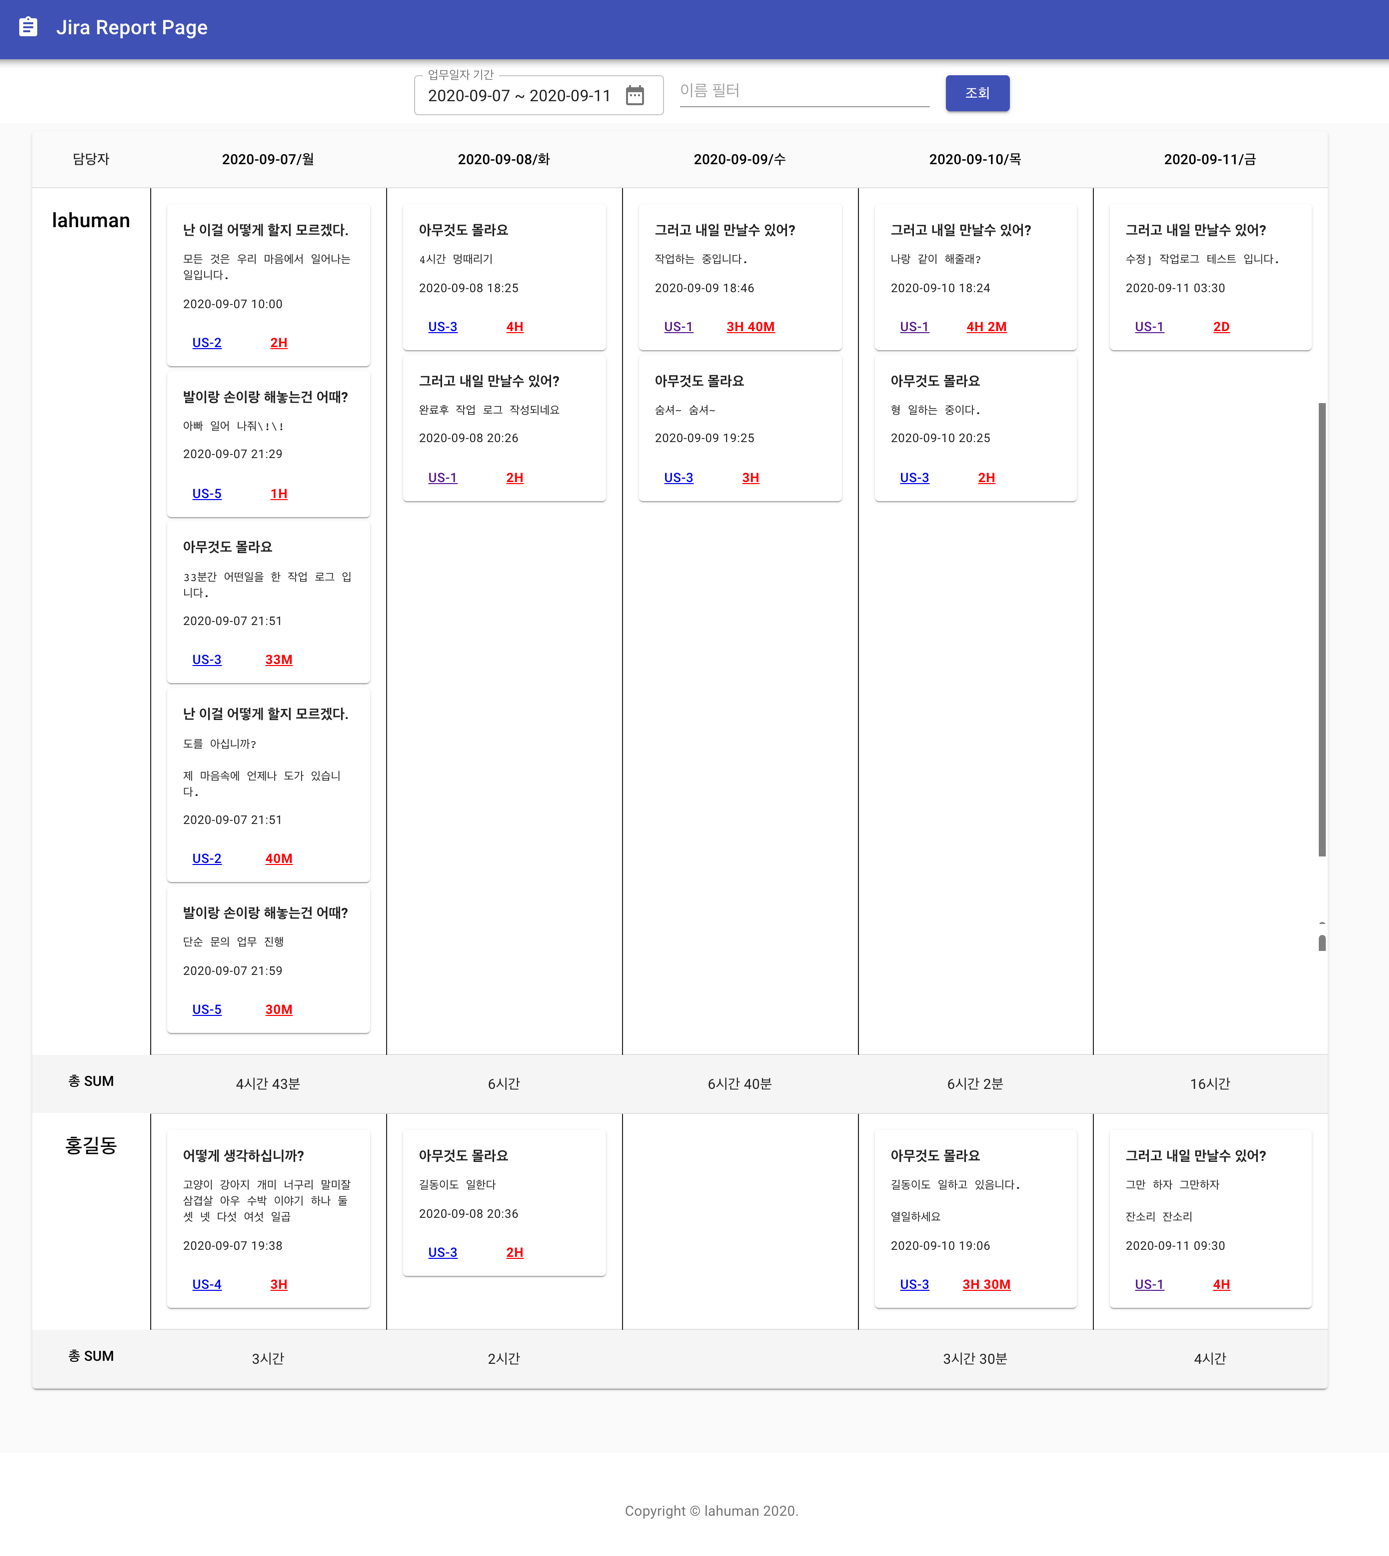 Jira Report Page
업무일자 기간
2020-09-07 ~ 2020-09-11
이름 필터
조회
담당자
2020-09-07/월
2020-09-08/화
2020-09-09/수
2020-09-10/목
2020-09-11/금
lahuman
난 이걸 어떻게 할지 모르겠다.
모든 것은 우리 마음에서 일어나는
일입니다.
2020-09-07 10:00
US-2 2H
발이랑 손이랑 해놓는건 어때?
아빠 일어 나줘\!\!
2020-09-07 21:29
US-5 1H
아무것도 몰라요
33분간 어떤일을 한 작업 로그 입
니다.
2020-09-07 21:51
US-3 33M
난 이걸 어떻게 할지 모르겠다.
도를 아십니까?
제 마음속에 언제나 도가 있습니
다.
2020-09-07 21:51
US-2 40M
발이랑 손이랑 해놓는건 어때?
단순 문의 업무 진행
2020-09-07 21:59
US-5 30M
아무것도 몰라요
4시간 멍때리기
2020-09-08 18:25
US-3 4H
그러고 내일 만날수 있어?
완료후 작업 로그 작성되네요
2020-09-08 20:26
US-1 2H
그러고 내일 만날수 있어?
작업하는 중입니다.
2020-09-09 18:46
US-1 3H 40M
아무것도 몰라요
숨셔~ 숨셔~
2020-09-09 19:25
US-3 3H
그러고 내일 만날수 있어?
나랑 같이 해줄래?
2020-09-10 18:24
US-1 4H 2M
아무것도 몰라요
형 일하는 중이다.
2020-09-10 20:25
US-3 2H
그러고 내일 만날수 있어?
수정] 작업로그 테스트 입니다.
2020-09-11 03:30
US-1 2D
총 SUM
4시간 43분
6시간
6시간 40분
6시간 2분
16시간
홍길동
어떻게 생각하십니까?
고양이 강아지 개미 너구리 말미잘
삼겹살 아우 수박 이야기 하나 둘
셋 넷 다섯 여섯 일곱
2020-09-07 19:38
US-4 3H
아무것도 몰라요
길동이도 일한다
2020-09-08 20:36
US-3 2H
아무것도 몰라요
길동이도 일하고 있음니다.
열일하세요
2020-09-10 19:06
US-3 3H 30M
그러고 내일 만날수 있어?
그만 하자 그만하자
잔소리 잔소리
2020-09-11 09:30
US-1 4H
총 SUM
3시간
2시간
3시간 30분
4시간
Copyright © lahuman 2020.